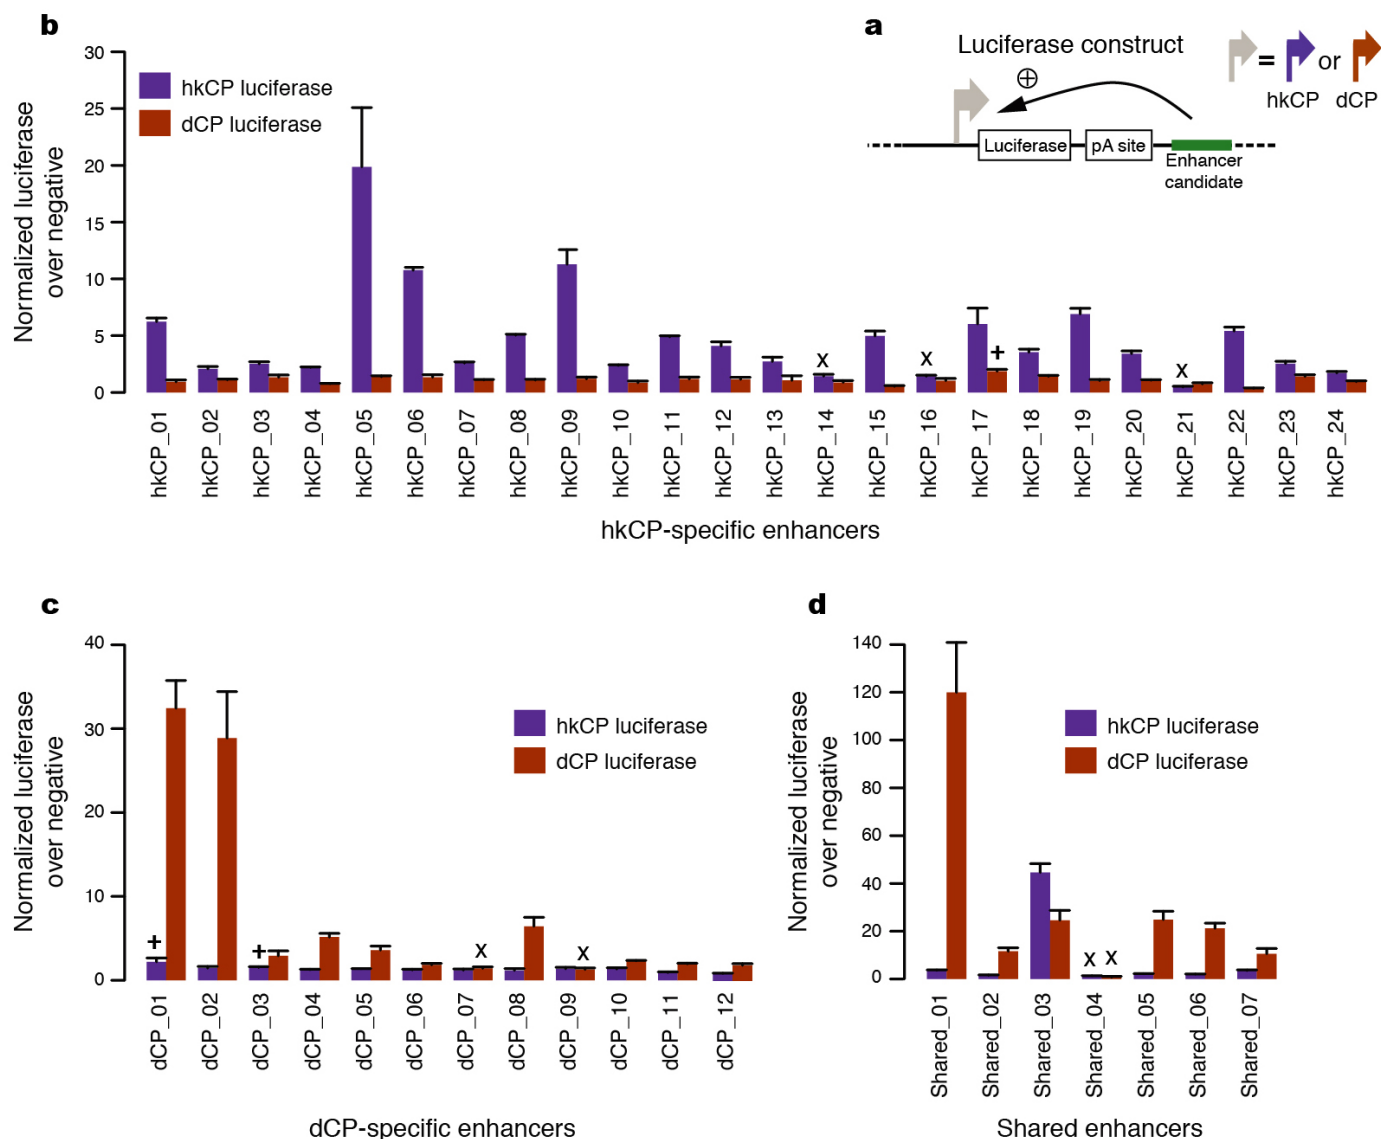 b
30
25
20
15
10
5
0
Normalized luciferase
over negative
hkCP luciferase
dCP luciferase
hkCP_01
hkCP_02
hkCP_03
hkCP_04
hkCP_05
hkCP_06
hkCP_07
hkCP_08
hkCP_09
hkCP_10
hkCP_11
hkCP_12
hkCP_13
x
hkCP_14
hkCP_15
x
hkCP_16
+
hkCP_17
hkCP_18
hkCP_19
hkCP_20
x
hkCP_21
hkCP_22
hkCP_23
hkCP_24
hkCP-specific enhancers
a
Luciferase construct
⊕
= hkCP or dCP
Luciferase
pA site
Enhancer
candidate
c
40
30
20
10
0
Normalized luciferase
over negative
hkCP luciferase
dCP luciferase
+
dCP_01
dCP_02
+
dCP_03
dCP_04
dCP_05
dCP_06
x
dCP_07
dCP_08
x
dCP_09
dCP_10
dCP_11
dCP_12
dCP-specific enhancers
d
140
120
100
80
60
40
20
0
Normalized luciferase
over negative
hkCP luciferase
dCP luciferase
Shared_01
Shared_02
Shared_03
x x
Shared_04
Shared_05
Shared_06
Shared_07
Shared enhancers